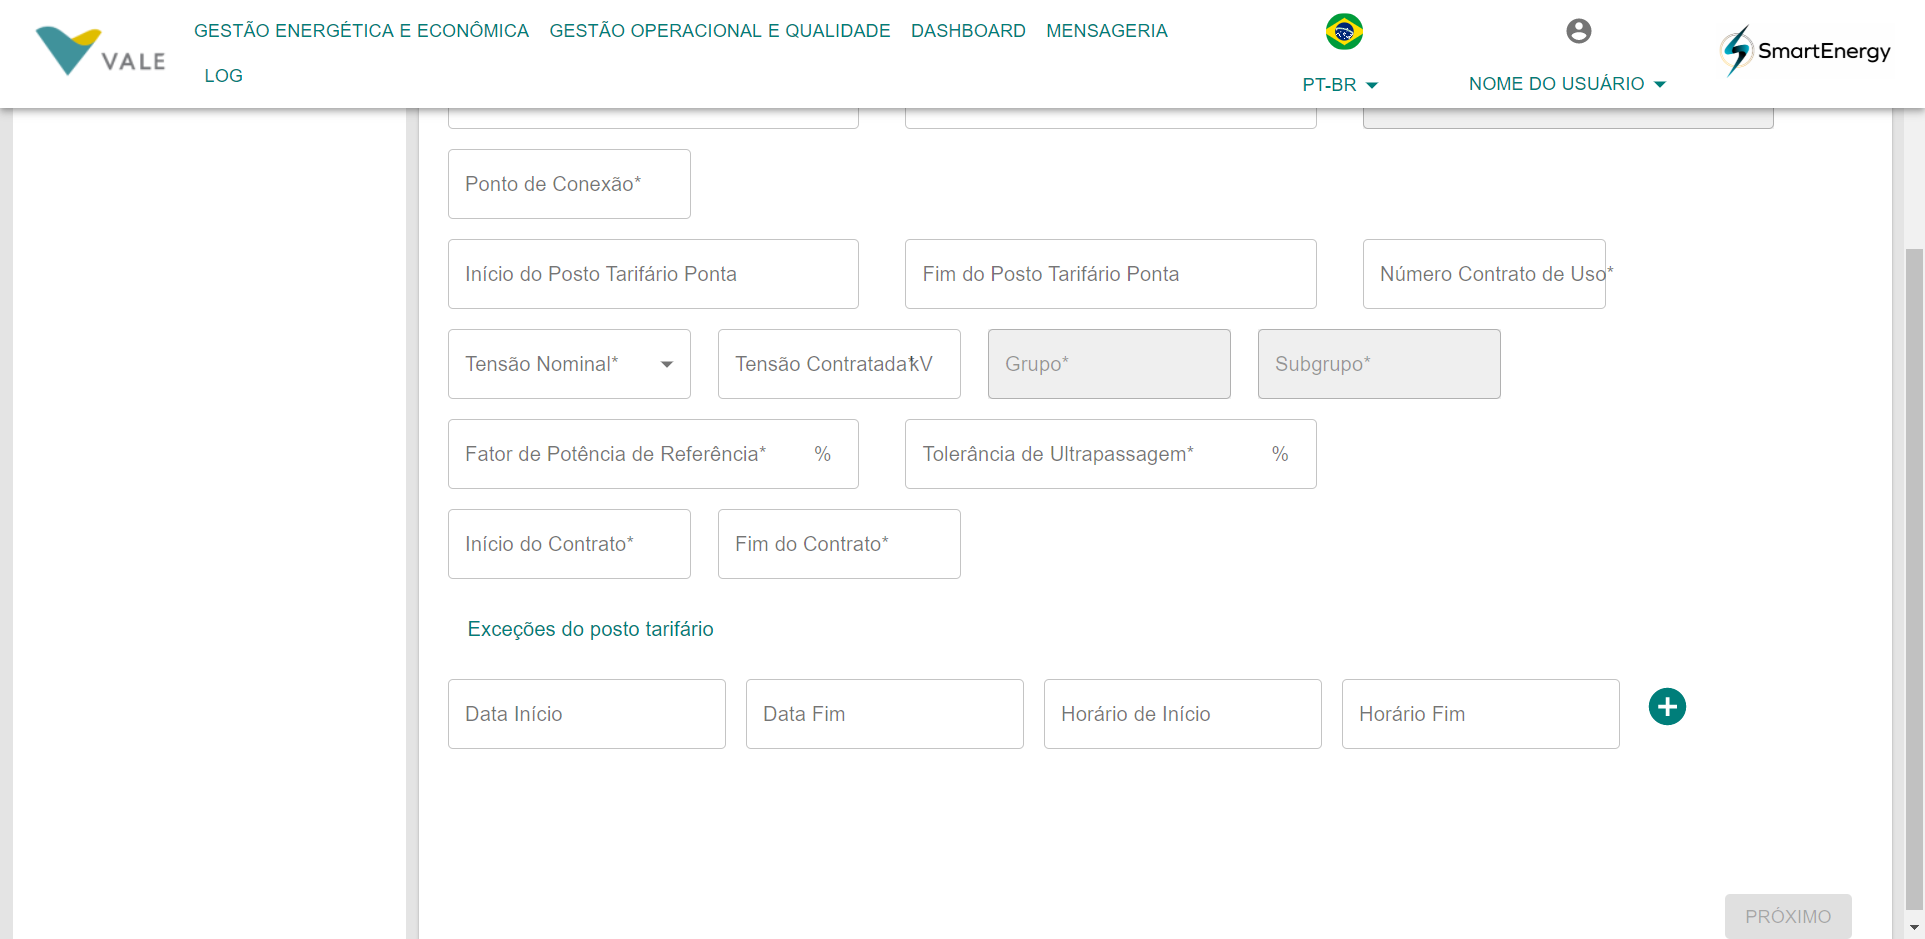 VALE
GESTÃO ENERGÉTICA E ECONÔMICA GESTÃO OPERACIONAL E QUALIDADE DASHBOARD MENSAGERIA
LOG
PT-BR
NOME DO USUÁRIO
SmartEnergy
Ponto de Conexão*
Início do Posto Tarifário Ponta
Fim do Posto Tarifário Ponta
Número Contrato de Uso*
Tensão Nominal*
Tensão Contratada* kV
Grupo*
Subgrupo*
Fator de Potência de Referência* %
Tolerância de Ultrapassagem* %
Início do Contrato*
Fim do Contrato*
Exceções do posto tarifário
Data Início
Data Fim
Horário de Início
Horário Fim
PRÓXIMO